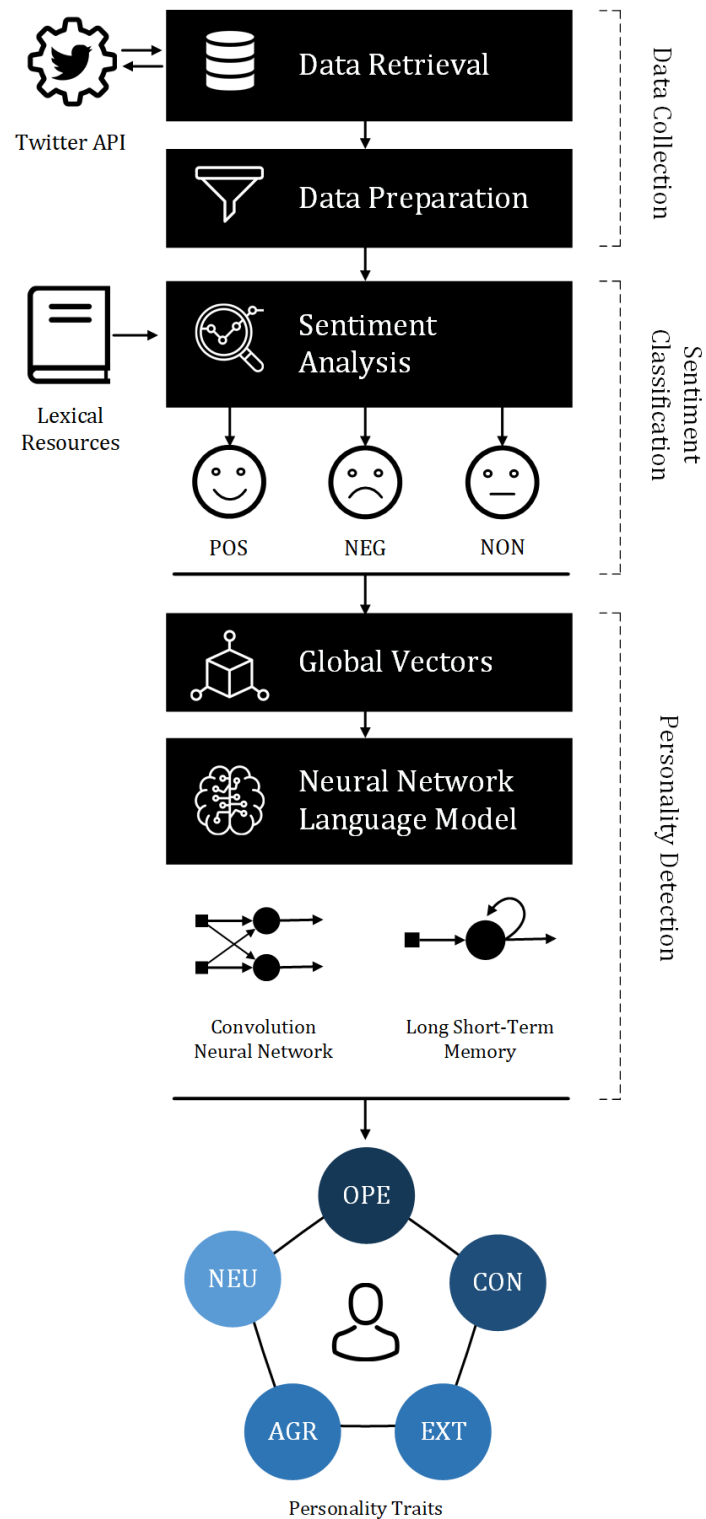 Data Retrieval
Twitter API
Data Collection
Data Preparation
Sentiment
Analysis
Sentiment
Classification
Lexical
Resources
POS
NEG
NON
Global Vectors
Neural Network
Language Model
Personality Detection
Convolution
Neural Network
Long Short-Term
Memory
OPE
NEU
CON
AGR
EXT
Personality Traits